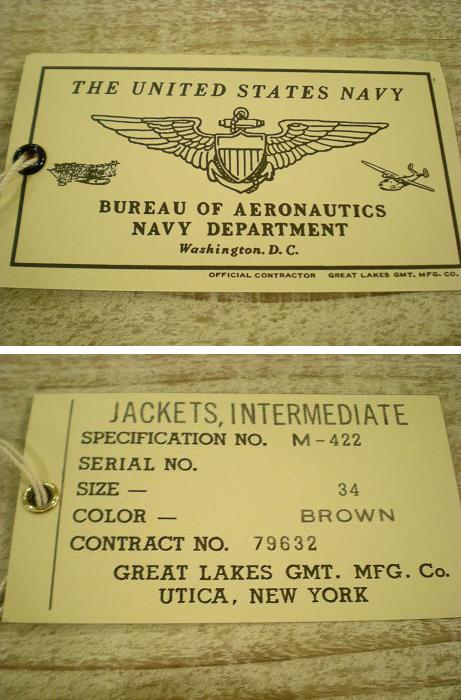 THE UNITED STATES NAVY
BUREAU OF AERONAUTICS
NAVY DEPARTMENT
Washington, D. C.
OFFICIAL CONTRACTOR GREAT LAKES GMT. MFG. CO.
JACKETS, INTERMEDIATE
SPECIFICATION NO. M-422
SERIAL NO.
SIZE — 34
COLOR — BROWN
CONTRACT NO. 79632
GREAT LAKES GMT. MFG. Co.
UTICA, NEW YORK